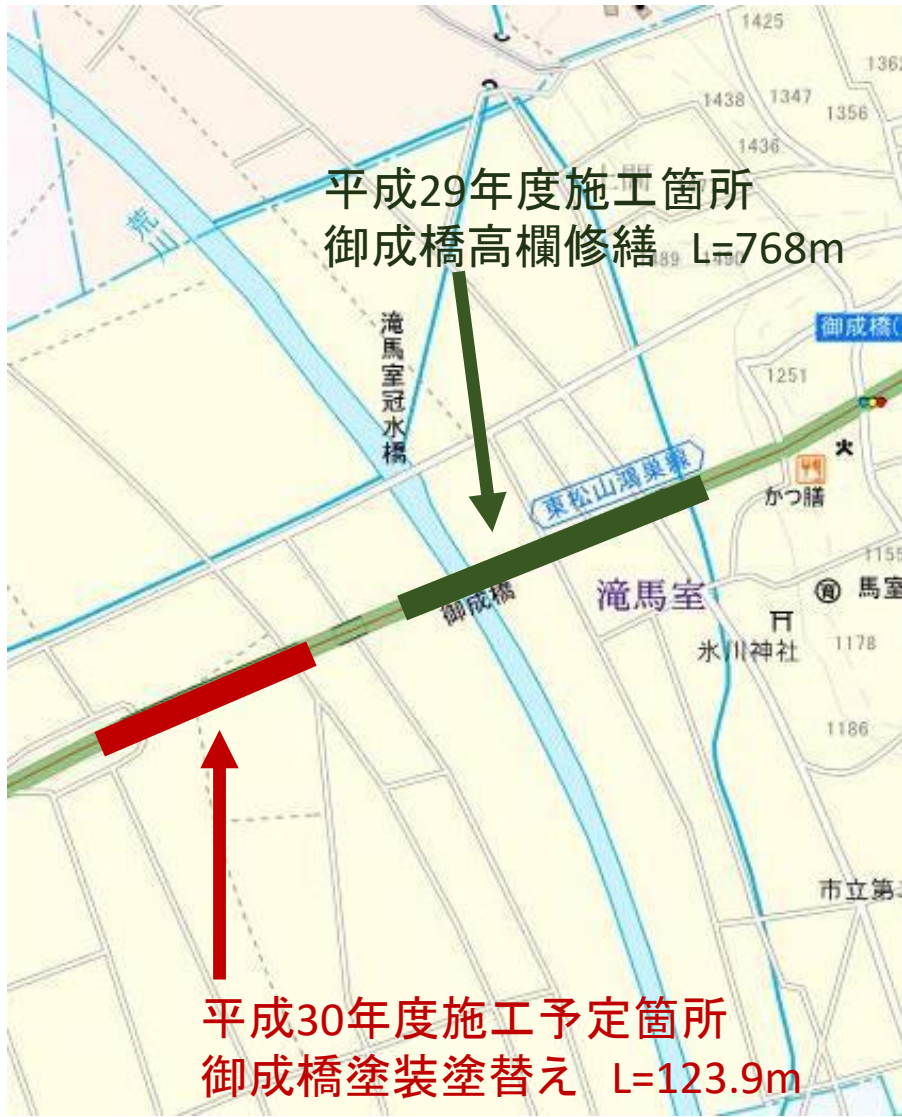 1425
1362
1438
1347
1356
1436
平成29年度施工箇所
御成橋高欄修繕 L=768m
荒川
滝馬室冠水橋
御成橋(
1251
東松山鴻巣線
かつ膳
御成橋
滝馬室
1155
馬室
氷川神社
1178
1186
市立第
平成30年度施工予定箇所
御成橋塗装塗替え L=123.9m